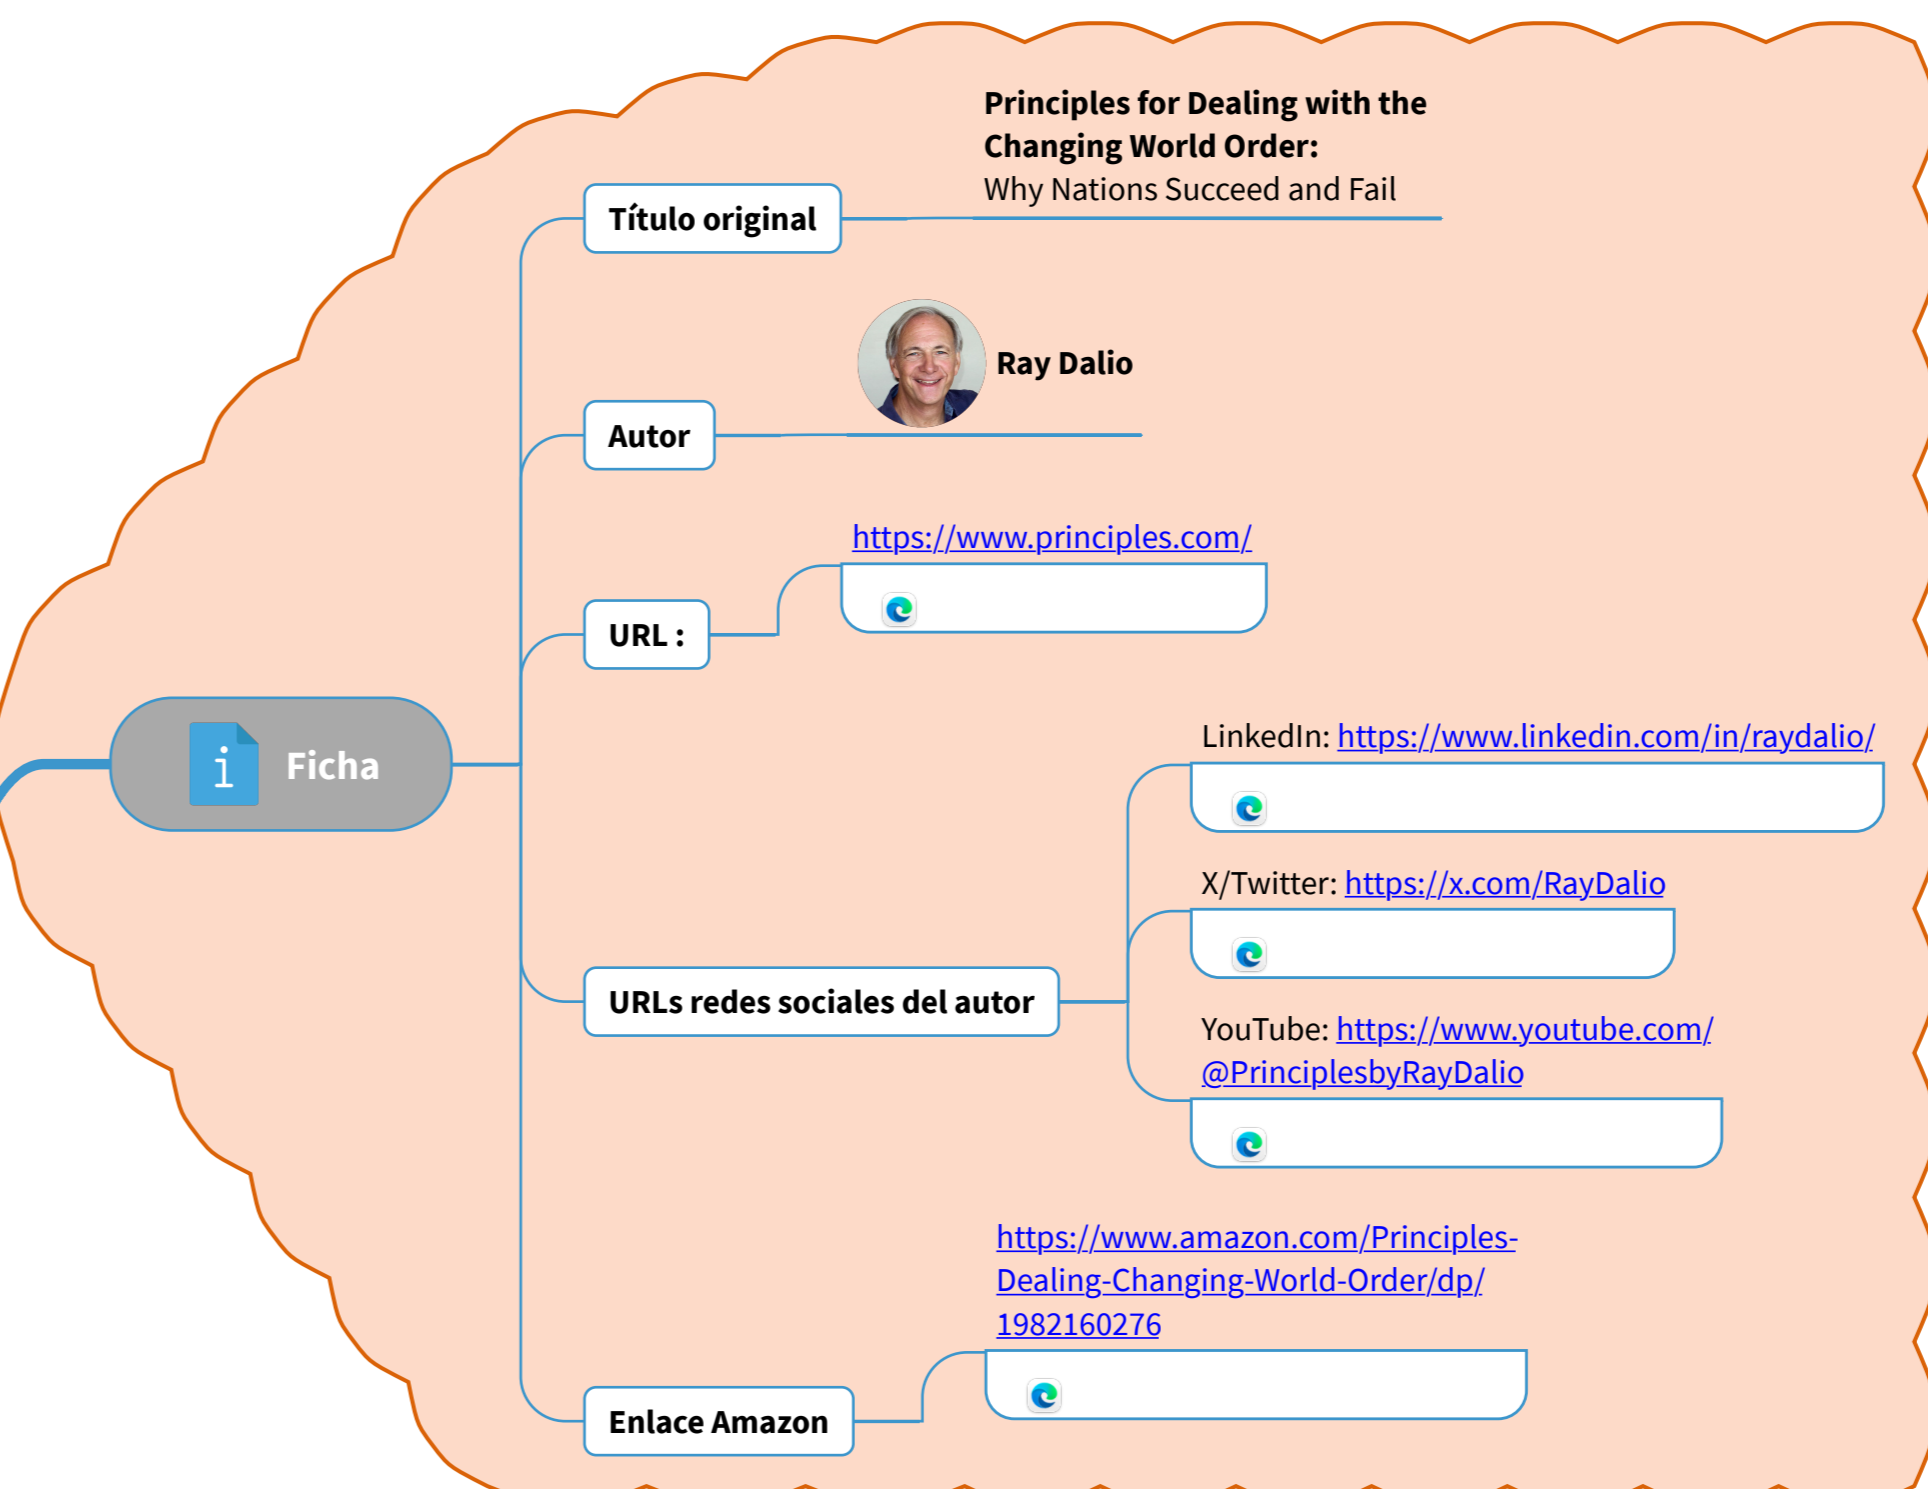 Principles for Dealing with the
Changing World Order:
Why Nations Succeed and Fail
Título original
Ray Dalio
Autor
https://www.principles.com/
URL :
Ficha
LinkedIn: https://www.linkedin.com/in/raydalio/
X/Twitter: https://x.com/RayDalio
URLs redes sociales del autor
YouTube: https://www.youtube.com/
@PrinciplesbyRayDalio
https://www.amazon.com/Principles-
Dealing-Changing-World-Order/dp/
1982160276
Enlace Amazon